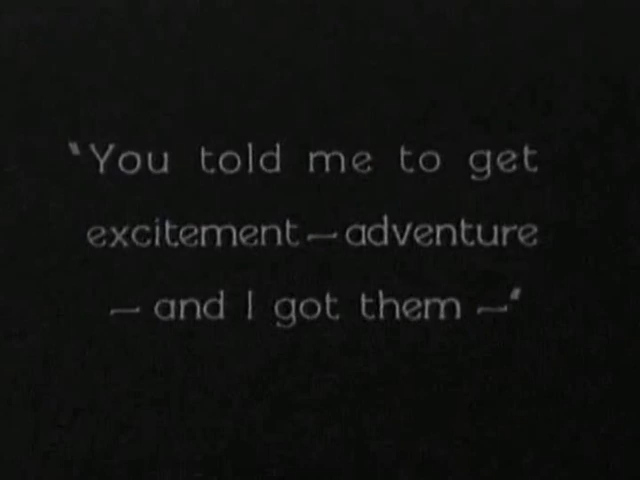 "You told me to get
excitement — adventure
— and I got them —"